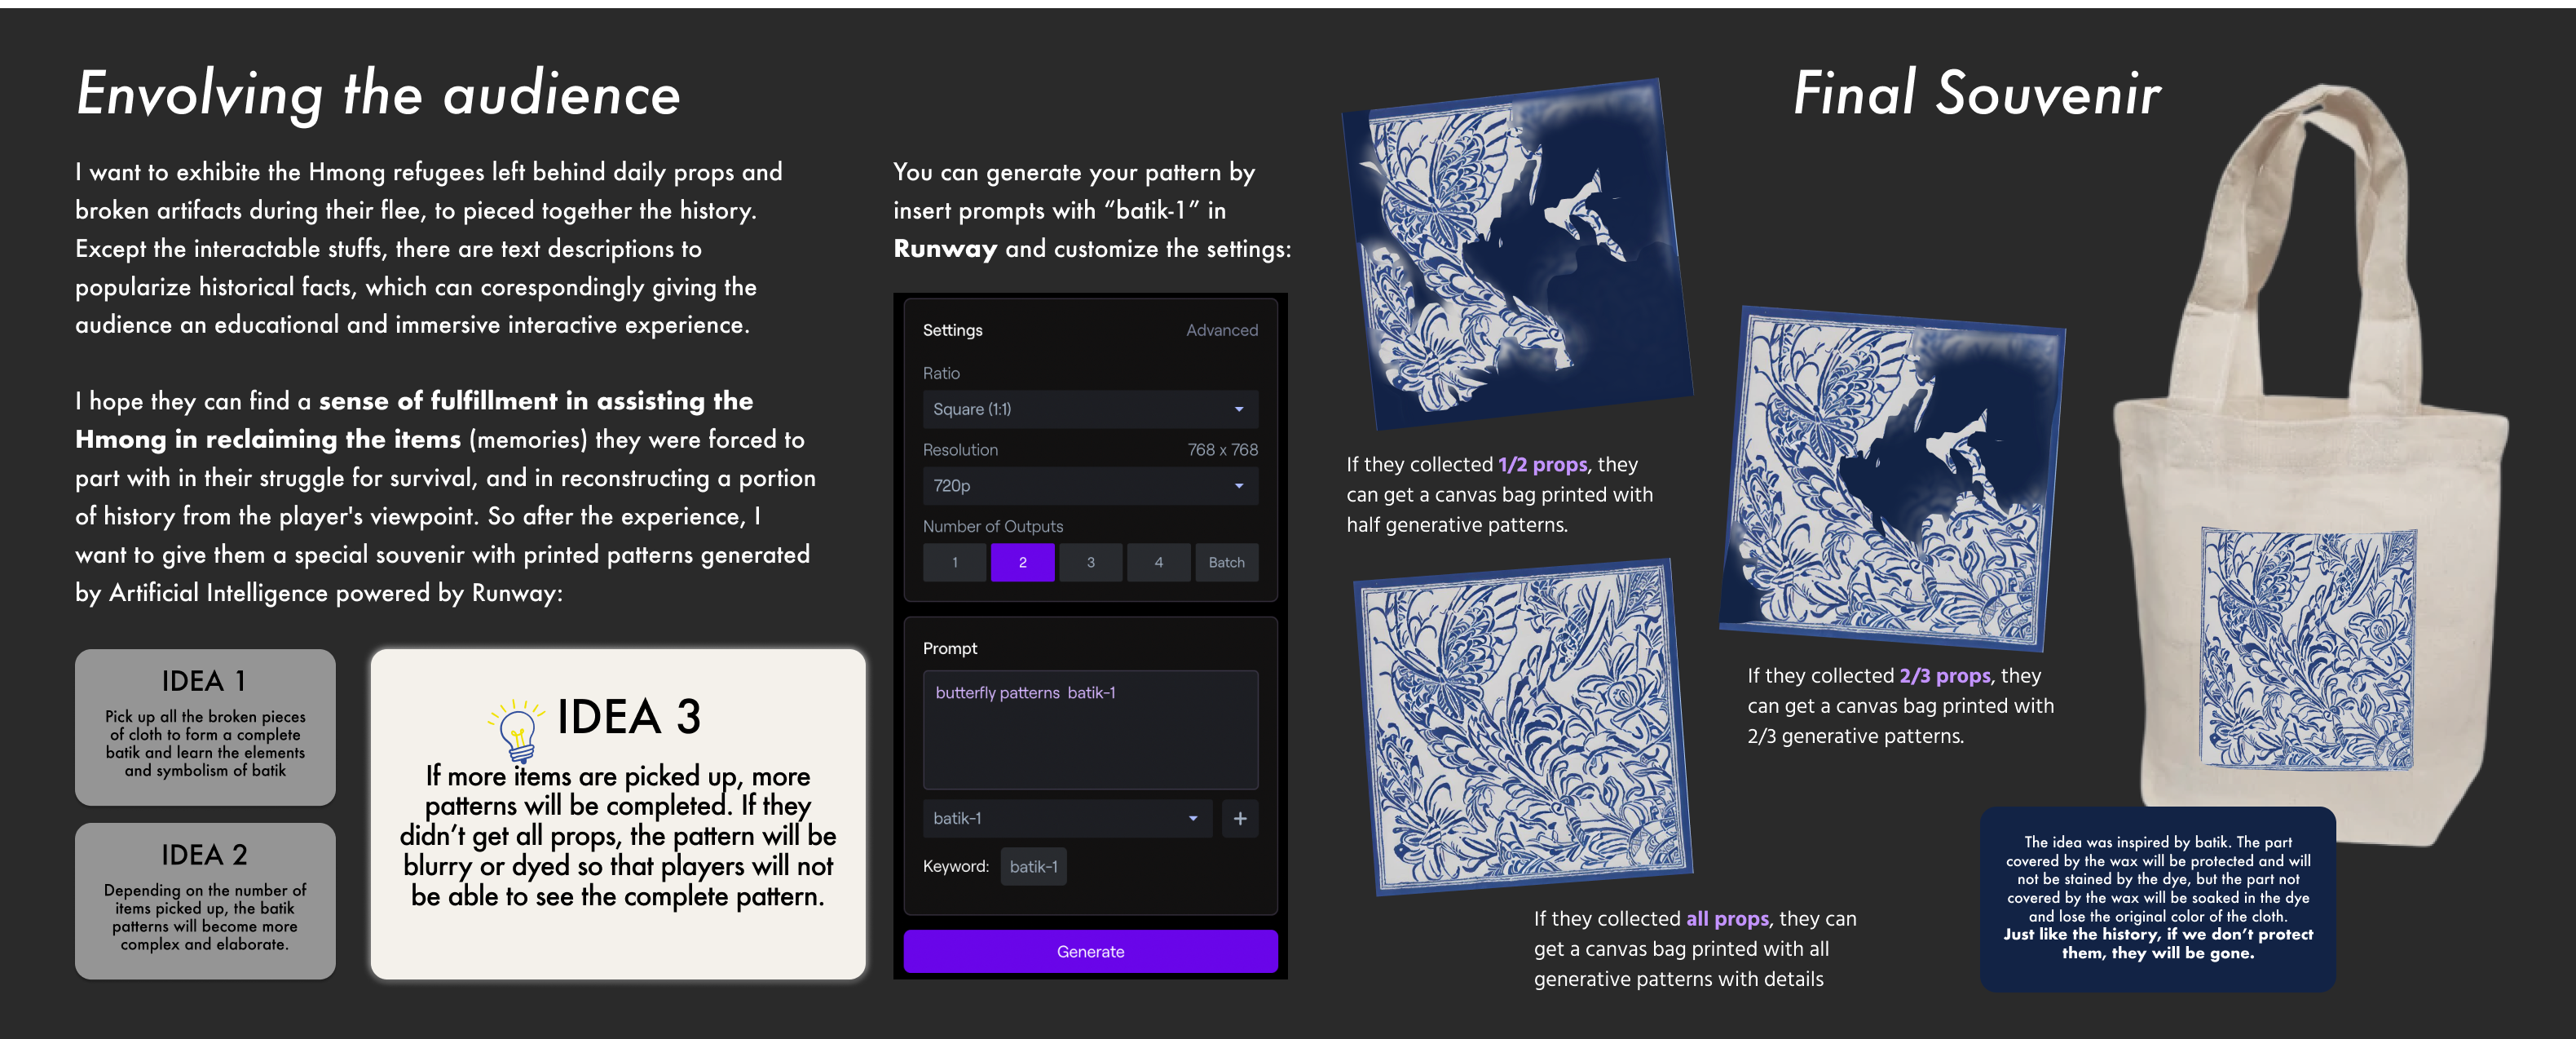 Envolving the audience
I want to exhibite the Hmong refugees left behind daily props and
broken artifacts during their flee, to pieced together the history.
Except the interactable stuffs, there are text descriptions to
popularize historical facts, which can corespondingly giving the
audience an educational and immersive interactive experience.
I hope they can find a sense of fulfillment in assisting the
Hmong in reclaiming the items (memories) they were forced to
part with in their struggle for survival, and in reconstructing a portion
of history from the player's viewpoint. So after the experience, I
want to give them a special souvenir with printed patterns generated
by Artificial Intelligence powered by Runway:
IDEA 1
Pick up all the broken pieces
of cloth to form a complete
batik and learn the elements
and symbolism of batik
IDEA 2
Depending on the number of
items picked up, the batik
patterns will become more
complex and elaborate.
IDEA 3
If more items are picked up, more
patterns will be completed. If they
didn’t get all props, the pattern will be
blurry or dyed so that players will not
be able to see the complete pattern.
You can generate your pattern by
insert prompts with “batik-1” in
Runway and customize the settings:
Settings Advanced
Ratio
Square (1:1)
Resolution 768 x 768
720p
Number of Outputs
1 2 3 4 Batch
Prompt
butterfly patterns batik-1
batik-1 +
Keyword: batik-1
Generate
Final Souvenir
If they collected 1/2 props, they
can get a canvas bag printed with
half generative patterns.
If they collected 2/3 props, they
can get a canvas bag printed with
2/3 generative patterns.
If they collected all props, they can
get a canvas bag printed with all
generative patterns with details
The idea was inspired by batik. The part
covered by the wax will be protected and will
not be stained by the dye, but the part not
covered by the wax will be soaked in the dye
and lose the original color of the cloth.
Just like the history, if we don’t protect
them, they will be gone.